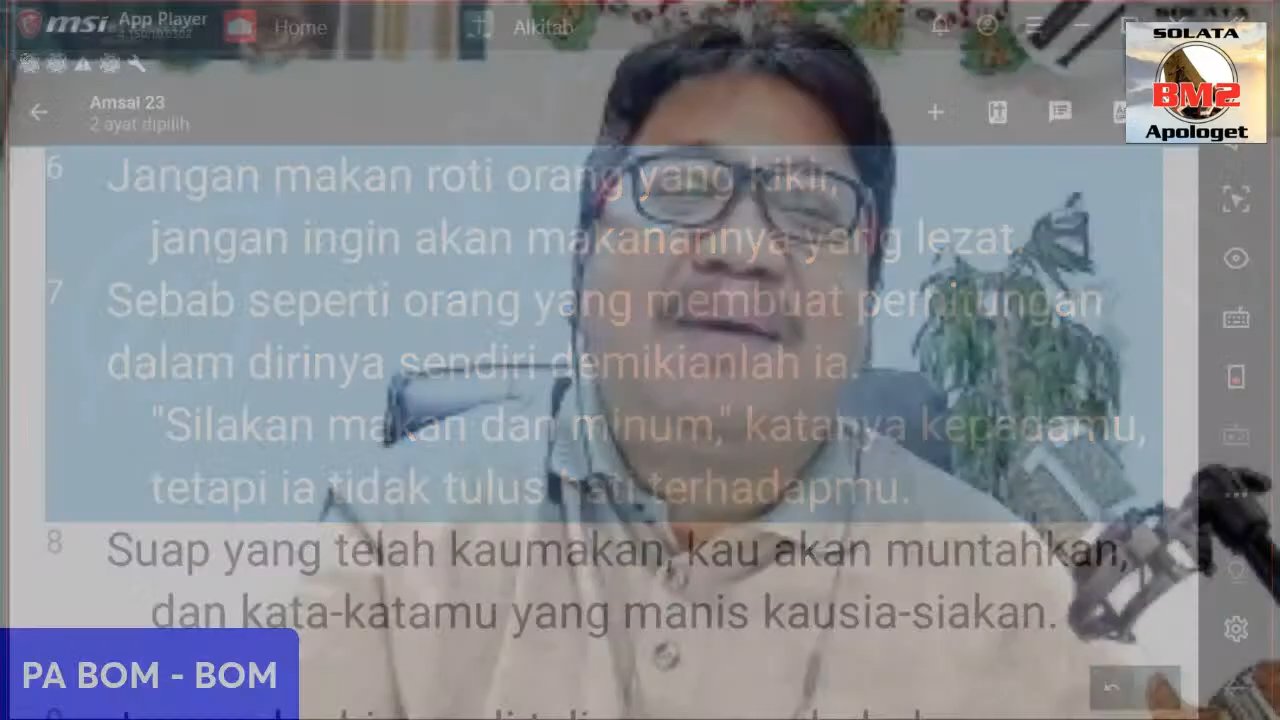 msi App Player
Home
Alkitab
SOLATA
BM2
Apologet
Amsal 23
2 ayat dipilih
6 Jangan makan roti orang yang kikir,
jangan ingin akan makanannya yang lezat
7 Sebab seperti orang yang membuat perhitungan
dalam dirinya sendiri demikianlah ia.
"Silakan makan dan minum," katanya kepadamu,
tetapi ia tidak tulus hati terhadapmu.
8 Suap yang telah kaumakan, kau akan muntahkan,
dan kata-katamu yang manis kausia-siakan.
PA BOM - BOM